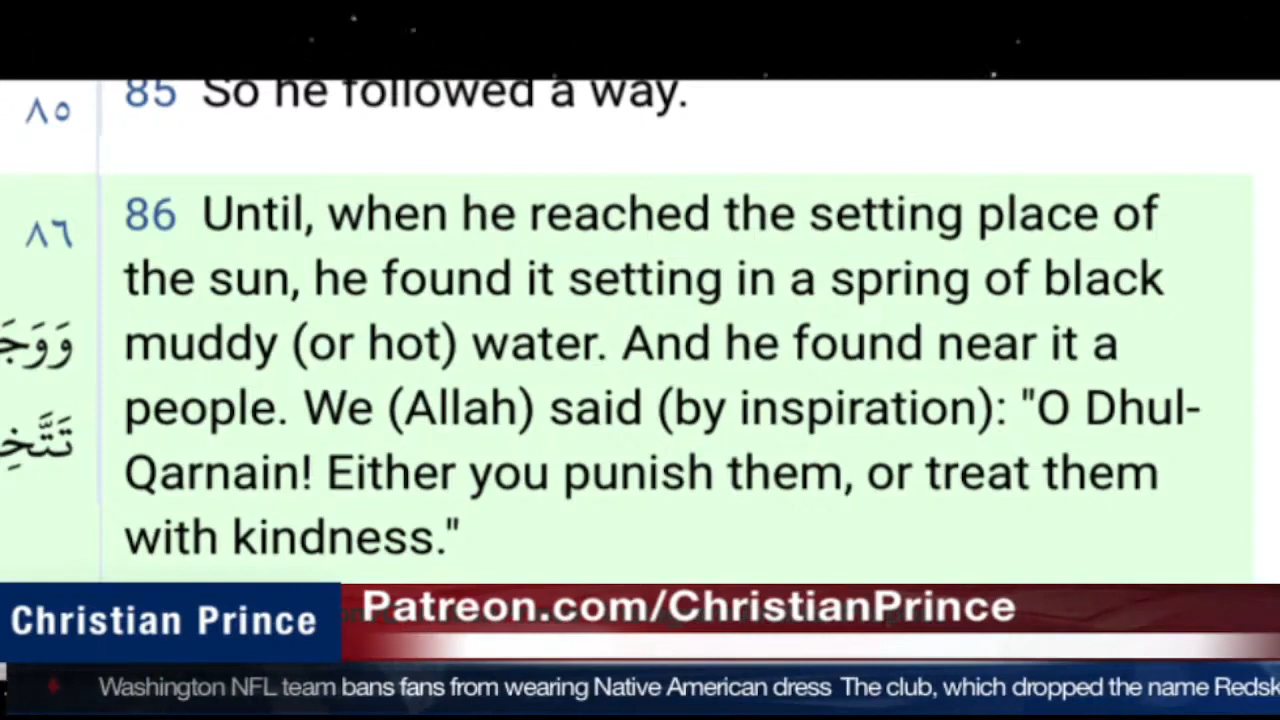 ٨٥ 85 So he followed a way.
٨٦ 86 Until, when he reached the setting place of
the sun, he found it setting in a spring of black
muddy (or hot) water. And he found near it a
people. We (Allah) said (by inspiration): "O Dhul-
Qarnain! Either you punish them, or treat them
with kindness."
Christian Prince
Patreon.com/ChristianPrince
Washington NFL team bans fans from wearing Native American dress The club, which dropped the name Redsk